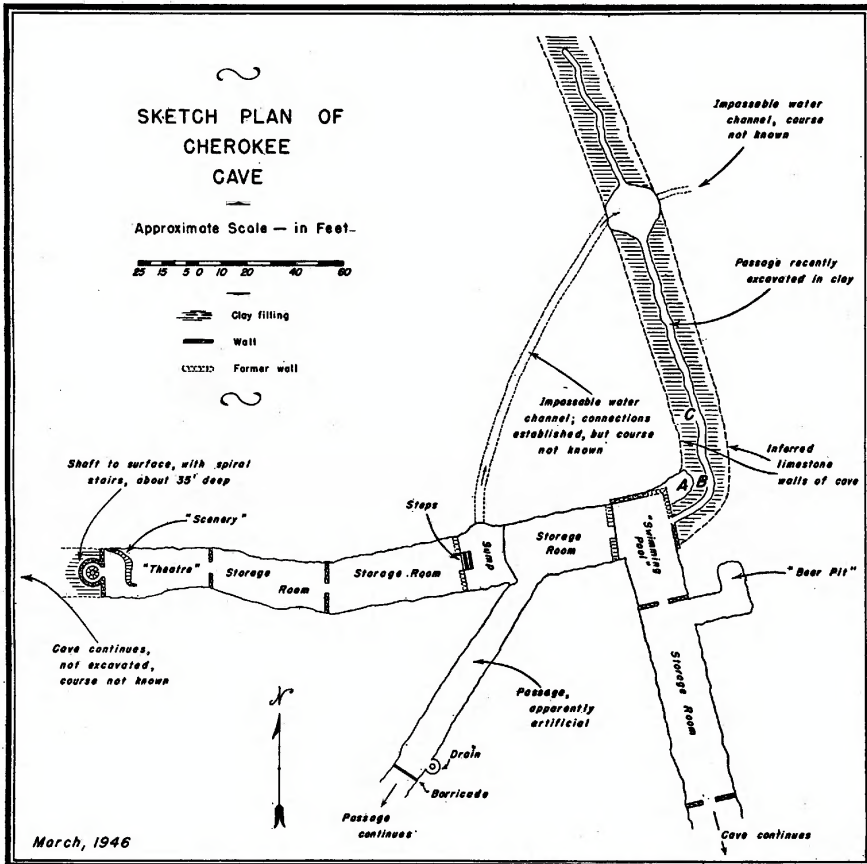 SKETCH PLAN OF
CHEROKEE
CAVE
Approximate Scale — in Feet
25 15 5 0 10 20 40 60
Clay filling
Wall
Former wall
Impassable water
channel, course
not known
Passage recently
excavated in clay
Impassable water
channel; connections
established, but course
not known
C
Inferred
limestone
walls of cave
A
B
Shaft to surface, with spiral
stairs, about 35' deep
"Scenery"
Steps
"Theatre"
Storage
Room
Storage Room
Sump
Storage
Room
"Swimming
Pool"
"Bear Pit"
Cave continues,
not excavated,
course not known
N
Passage,
apparently
artificial
Storage Room
Drain
Barricade
Passage
continues
Cave continues
March, 1946